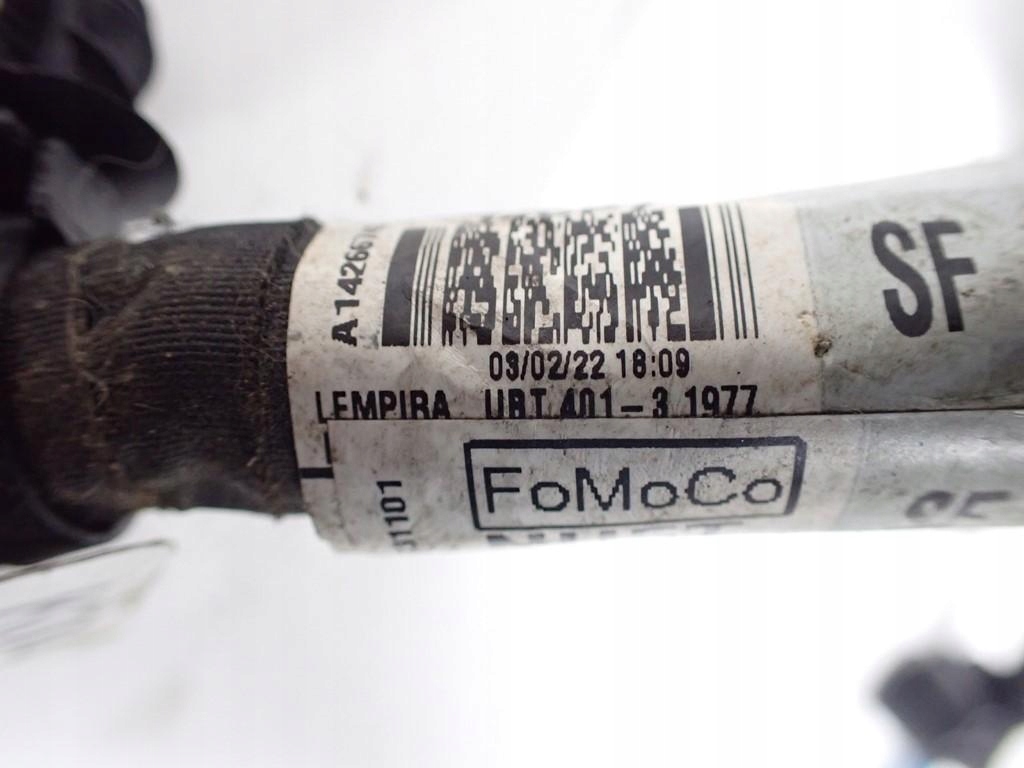 SF
03/02/22 18:09
LEMPIRA UBT 401-3 1977
FoMoCo